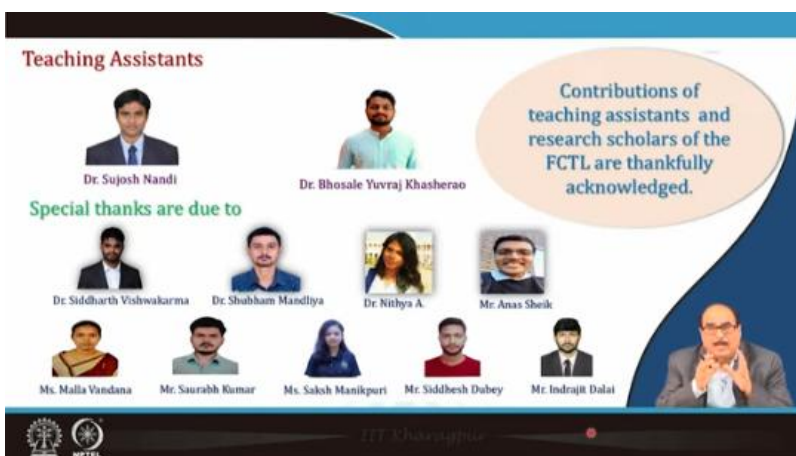 Teaching Assistants
Contributions of
teaching assistants and
research scholars of the
FCTL are thankfully
acknowledged.
Dr. Sujosh Nandi
Dr. Bhosale Yuvraj Khasherao
Special thanks are due to
Dr. Siddharth Vishwakarma
Dr. Shubham Mandliya
Dr. Nithya A.
Mr. Anas Sheik
Ms. Malla Vandana
Mr. Saurabh Kumar
Ms. Saksh Manikpuri
Mr. Siddhesh Dubey
Mr. Indrajit Dalai
NPTEL
IIT Kharagpur